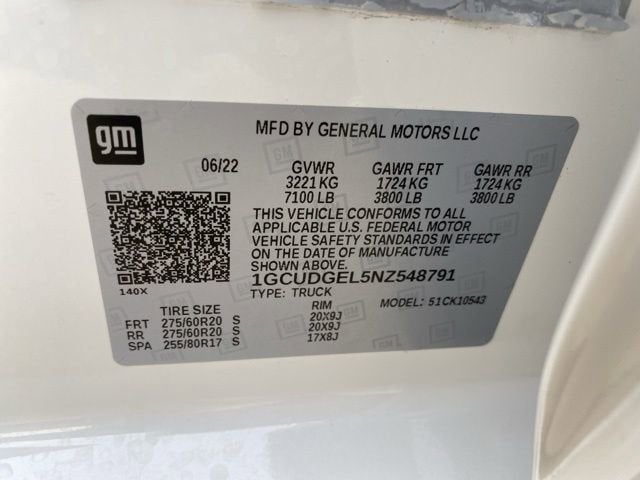 gm
MFD BY GENERAL MOTORS LLC
06/22 GVWR GAWR FRT GAWR RR
3221 KG 1724 KG 1724 KG
7100 LB 3800 LB 3800 LB
THIS VEHICLE CONFORMS TO ALL
APPLICABLE U.S. FEDERAL MOTOR
VEHICLE SAFETY STANDARDS IN EFFECT
ON THE DATE OF MANUFACTURE
SHOWN ABOVE.
140X
1GCUDGEL5NZ548791
TYPE: TRUCK MODEL: 51CK10543
TIRE SIZE RIM
FRT 275/60R20 S 20X9J
RR 275/60R20 S 20X9J
SPA 255/80R17 S 17X8J